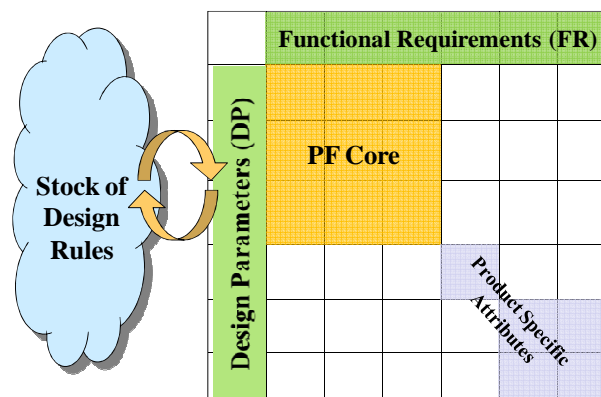 Functional Requirements (FR)
Design Parameters (DP)
PF Core
Stock of
Design
Rules
Product Specific
Attributes